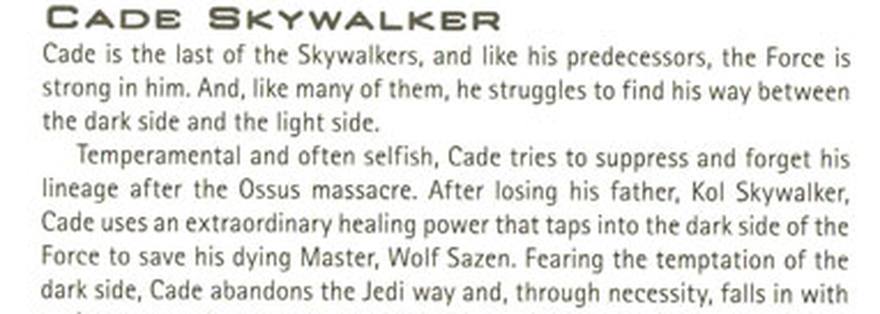 CADE SKYWALKER
Cade is the last of the Skywalkers, and like his predecessors, the Force is
strong in him. And, like many of them, he struggles to find his way between
the dark side and the light side.
Temperamental and often selfish, Cade tries to suppress and forget his
lineage after the Ossus massacre. After losing his father, Kol Skywalker,
Cade uses an extraordinary healing power that taps into the dark side of the
Force to save his dying Master, Wolf Sazen. Fearing the temptation of the
dark side, Cade abandons the Jedi way and, through necessity, falls in with